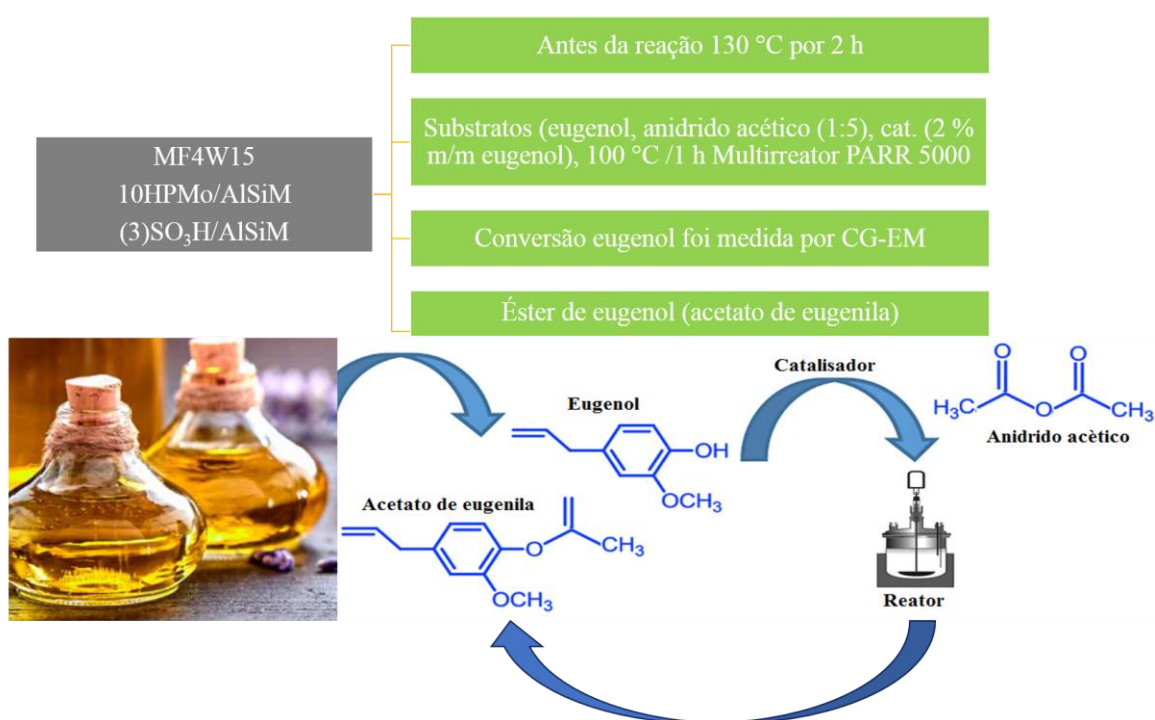 Antes da reação 130 °C por 2 h
MF4W15
10HPMo/AlSiM
(3)SO₃H/AlSiM
Substratos (eugenol, anidrido acético (1:5), cat. (2 %
m/m eugenol), 100 °C /1 h Multirreator PARR 5000
Conversão eugenol foi medida por CG-EM
Éster de eugenol (acetato de eugenila)
Eugenol
OH
OCH₃
Catalisador
O
O
H₃C
O
CH₃
Anidrido acètico
Acetato de eugenila
O
CH₃
OCH₃
Reator